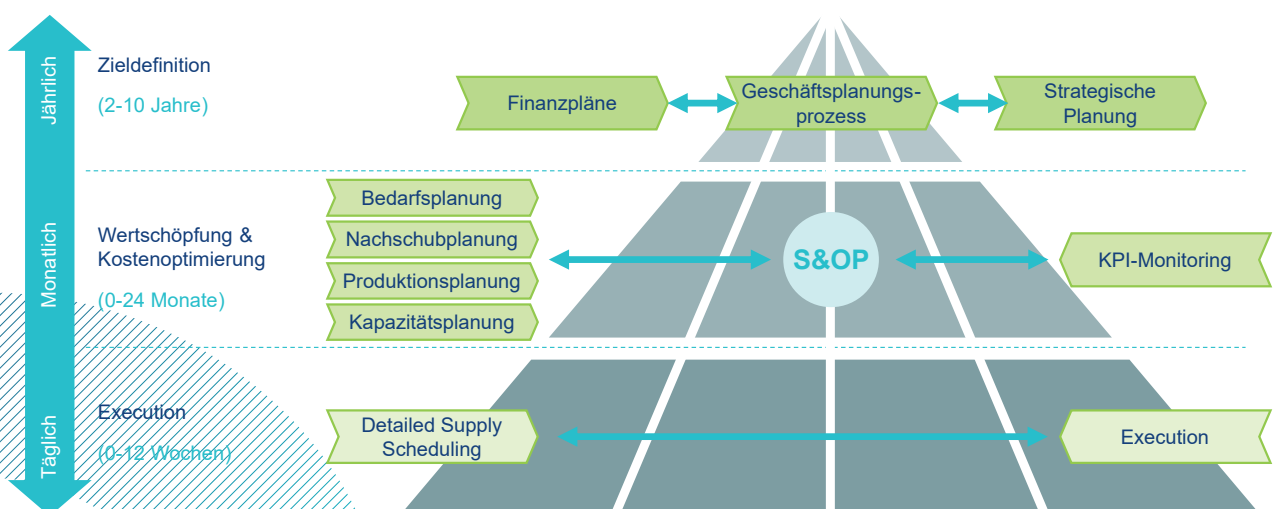 Jährlich
Zieldefinition
(2-10 Jahre)
Finanzpläne
Geschäftsplanungs-
prozess
Strategische
Planung
Monatlich
Wertschöpfung &
Kostenoptimierung
(0-24 Monate)
Bedarfsplanung
Nachschubplanung
Produktionsplanung
Kapazitätsplanung
S&OP
KPI-Monitoring
Täglich
Execution
(0-12 Wochen)
Detailed Supply
Scheduling
Execution